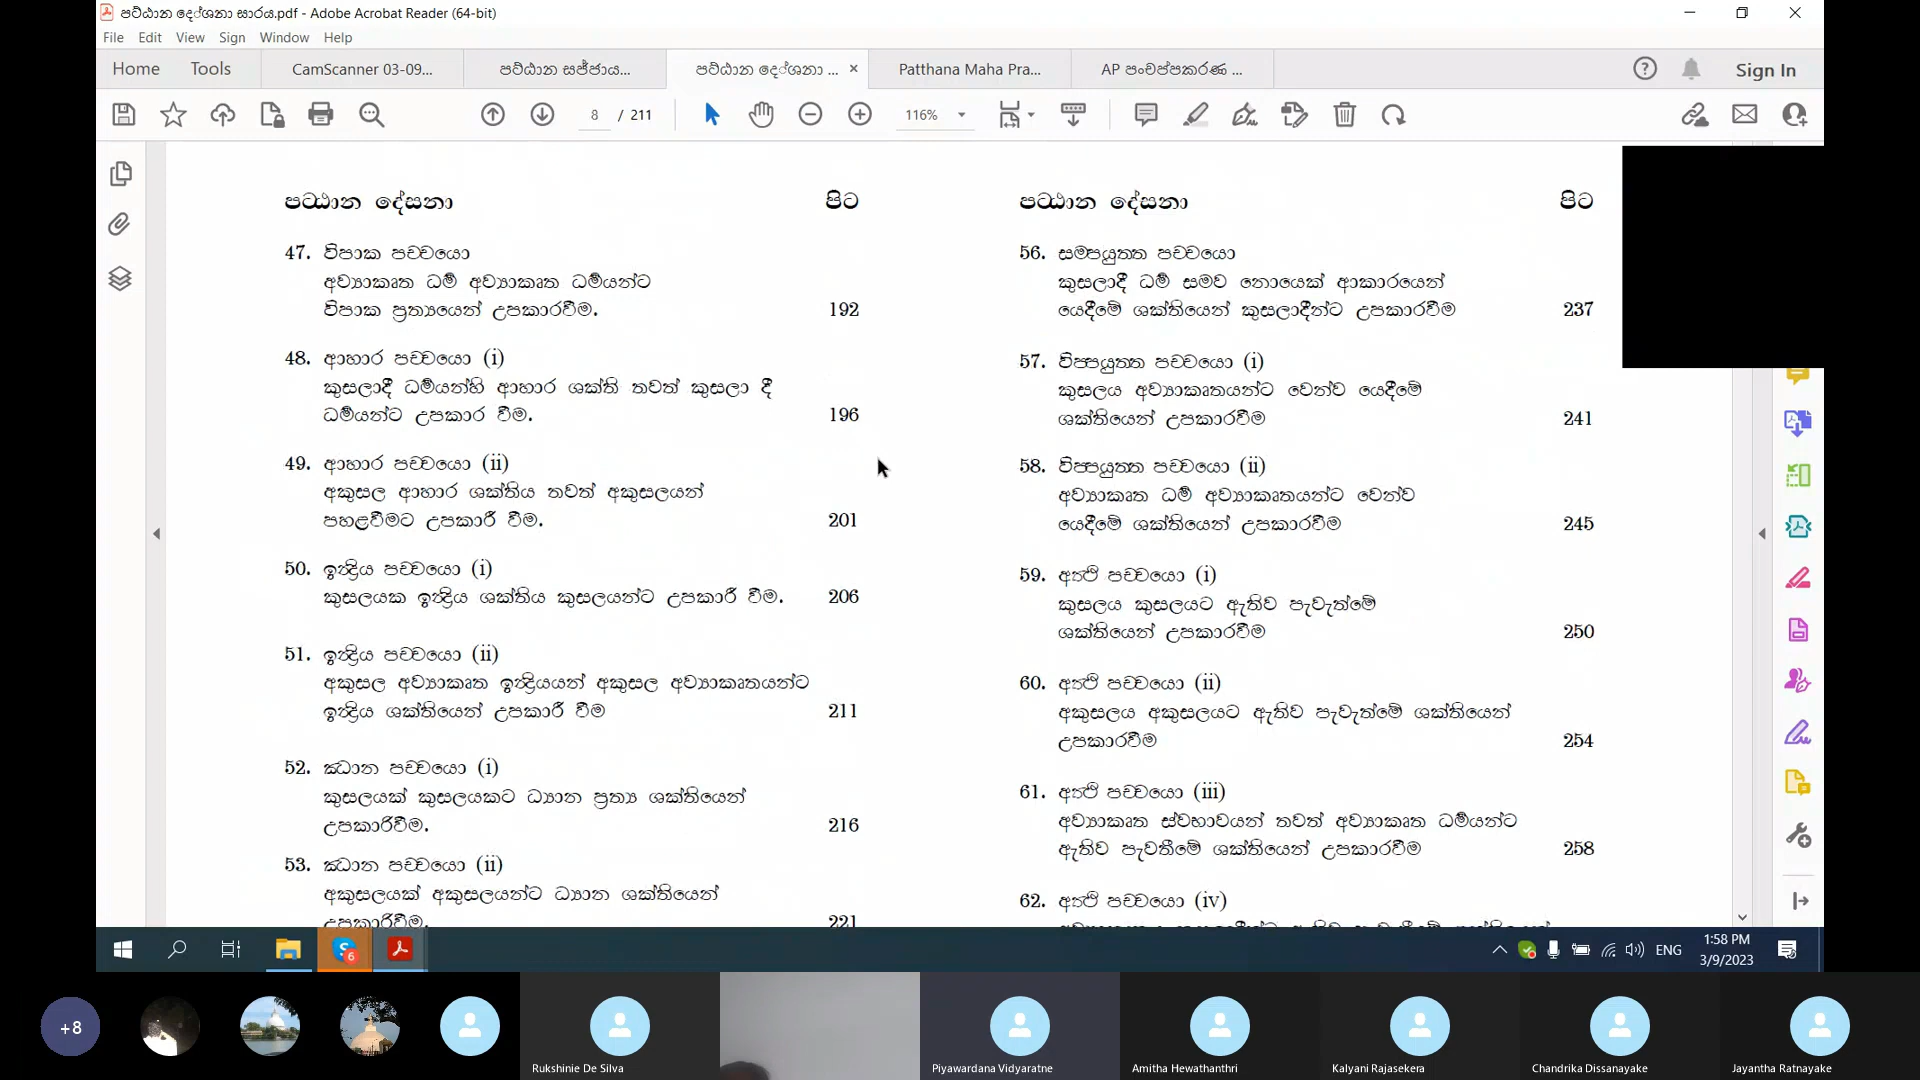 පට්ඨාන දේශනා සාරය.pdf - Adobe Acrobat Reader (64-bit)
File Edit View Sign Window Help
Home Tools CamScanner 03-09... පට්ඨාන සජ්ඣාය... පට්ඨාන දේශනා ... Patthana Maha Pra... AP පංචප්පකරණ ... Sign In
8 / 211 116%
පට්ඨාන දේසනා පිට
47. විපාක පච්චයො
අව්‍යාකෘත ධර්ම අව්‍යාකෘත ධර්මයන්ට
විපාක ප්‍රත්‍යයෙන් උපකාරවීම. 192
48. ආහාර පච්චයො (i)
කුසලාදී ධර්මයන්හි ආහාර ශක්ති තවත් කුසලා දී
ධර්මයන්ට උපකාර වීම. 196
49. ආහාර පච්චයො (ii)
අකුසල ආහාර ශක්තිය තවත් අකුසලයන්
පහළවීමට උපකාරී වීම. 201
50. ඉන්‍ද්‍රිය පච්චයො (i)
කුසලයක ඉන්‍ද්‍රිය ශක්තිය කුසලයන්ට උපකාරී වීම. 206
51. ඉන්‍ද්‍රිය පච්චයො (ii)
අකුසල අව්‍යාකෘත ඉන්‍ද්‍රියයන් අකුසල අව්‍යාකෘතයන්ට
ඉන්‍ද්‍රිය ශක්තියෙන් උපකාරී වීම 211
52. ඣාන පච්චයො (i)
කුසලයක් කුසලයකට ධ්‍යාන ප්‍රත්‍ය ශක්තියෙන්
උපකාරිවීම. 216
53. ඣාන පච්චයො (ii)
අකුසලයක් අකුසලයන්ට ධ්‍යාන ශක්තියෙන්
උපකාරිවීම. 221
පට්ඨාන දේසනා පිට
56. සම්පයුත්ත පච්චයො
කුසලාදී ධර්ම සමව නොයෙක් ආකාරයෙන්
යෙදීමේ ශක්තියෙන් කුසලාදීන්ට උපකාරවීම 237
57. විප්පයුත්ත පච්චයො (i)
කුසලය අව්‍යාකෘතයන්ට වෙන්ව යෙදීමේ
ශක්තියෙන් උපකාරවීම 241
58. විප්පයුත්ත පච්චයො (ii)
අව්‍යාකෘත ධර්ම අව්‍යාකෘතයන්ට වෙන්ව
යෙදීමේ ශක්තියෙන් උපකාරවීම 245
59. අත්‍ථි පච්චයො (i)
කුසලය කුසලයට ඇතිව පැවැත්මේ
ශක්තියෙන් උපකාරවීම 250
60. අත්‍ථි පච්චයො (ii)
අකුසලය අකුසලයට ඇතිව පැවැත්මේ ශක්තියෙන්
උපකාරවීම 254
61. අත්‍ථි පච්චයො (iii)
අව්‍යාකෘත ස්වභාවයන් තවත් අව්‍යාකෘත ධර්මයන්ට
ඇතිව පැවතීමේ ශක්තියෙන් උපකාරවීම 258
62. අත්‍ථි පච්චයො (iv)
6
ENG
1:58 PM
3/9/2023
+8
Rukshinie De Silva
Piyawardana Vidyaratne
Amitha Hewathanthri
Kalyani Rajasekera
Chandrika Dissanayake
Jayantha Ratnayake